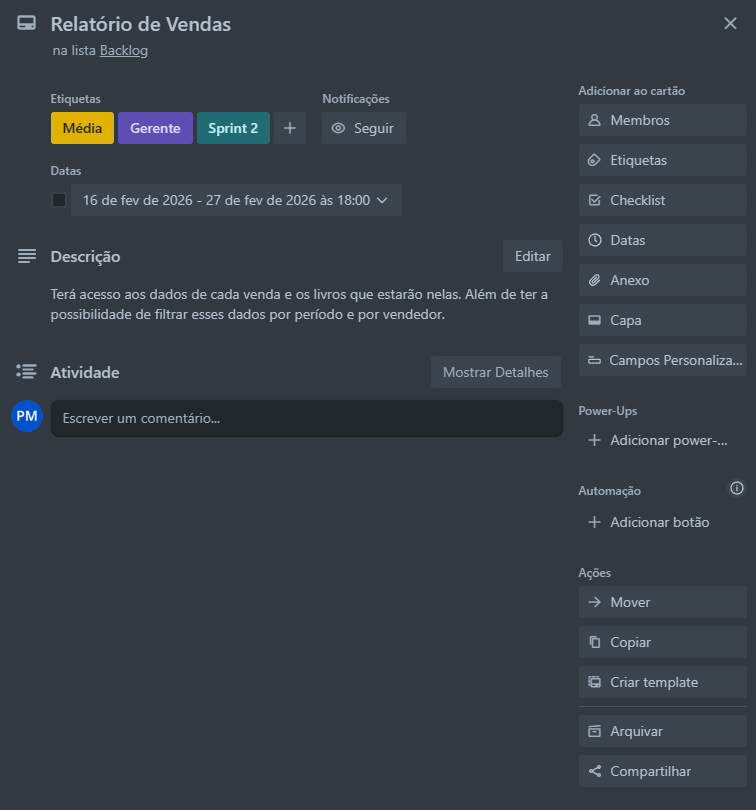 Relatório de Vendas
na lista Backlog
Etiquetas
Média
Gerente
Sprint 2
Notificações
Seguir
Datas
16 de fev de 2026 - 27 de fev de 2026 às 18:00
Descrição
Editar
Terá acesso aos dados de cada venda e os livros que estarão nelas. Além de ter a
possibilidade de filtrar esses dados por período e por vendedor.
Atividade
Mostrar Detalhes
PM
Escrever um comentário...
Adicionar ao cartão
Membros
Etiquetas
Checklist
Datas
Anexo
Capa
Campos Personaliza...
Power-Ups
Adicionar power-...
Automação
Adicionar botão
Ações
Mover
Copiar
Criar template
Arquivar
Compartilhar